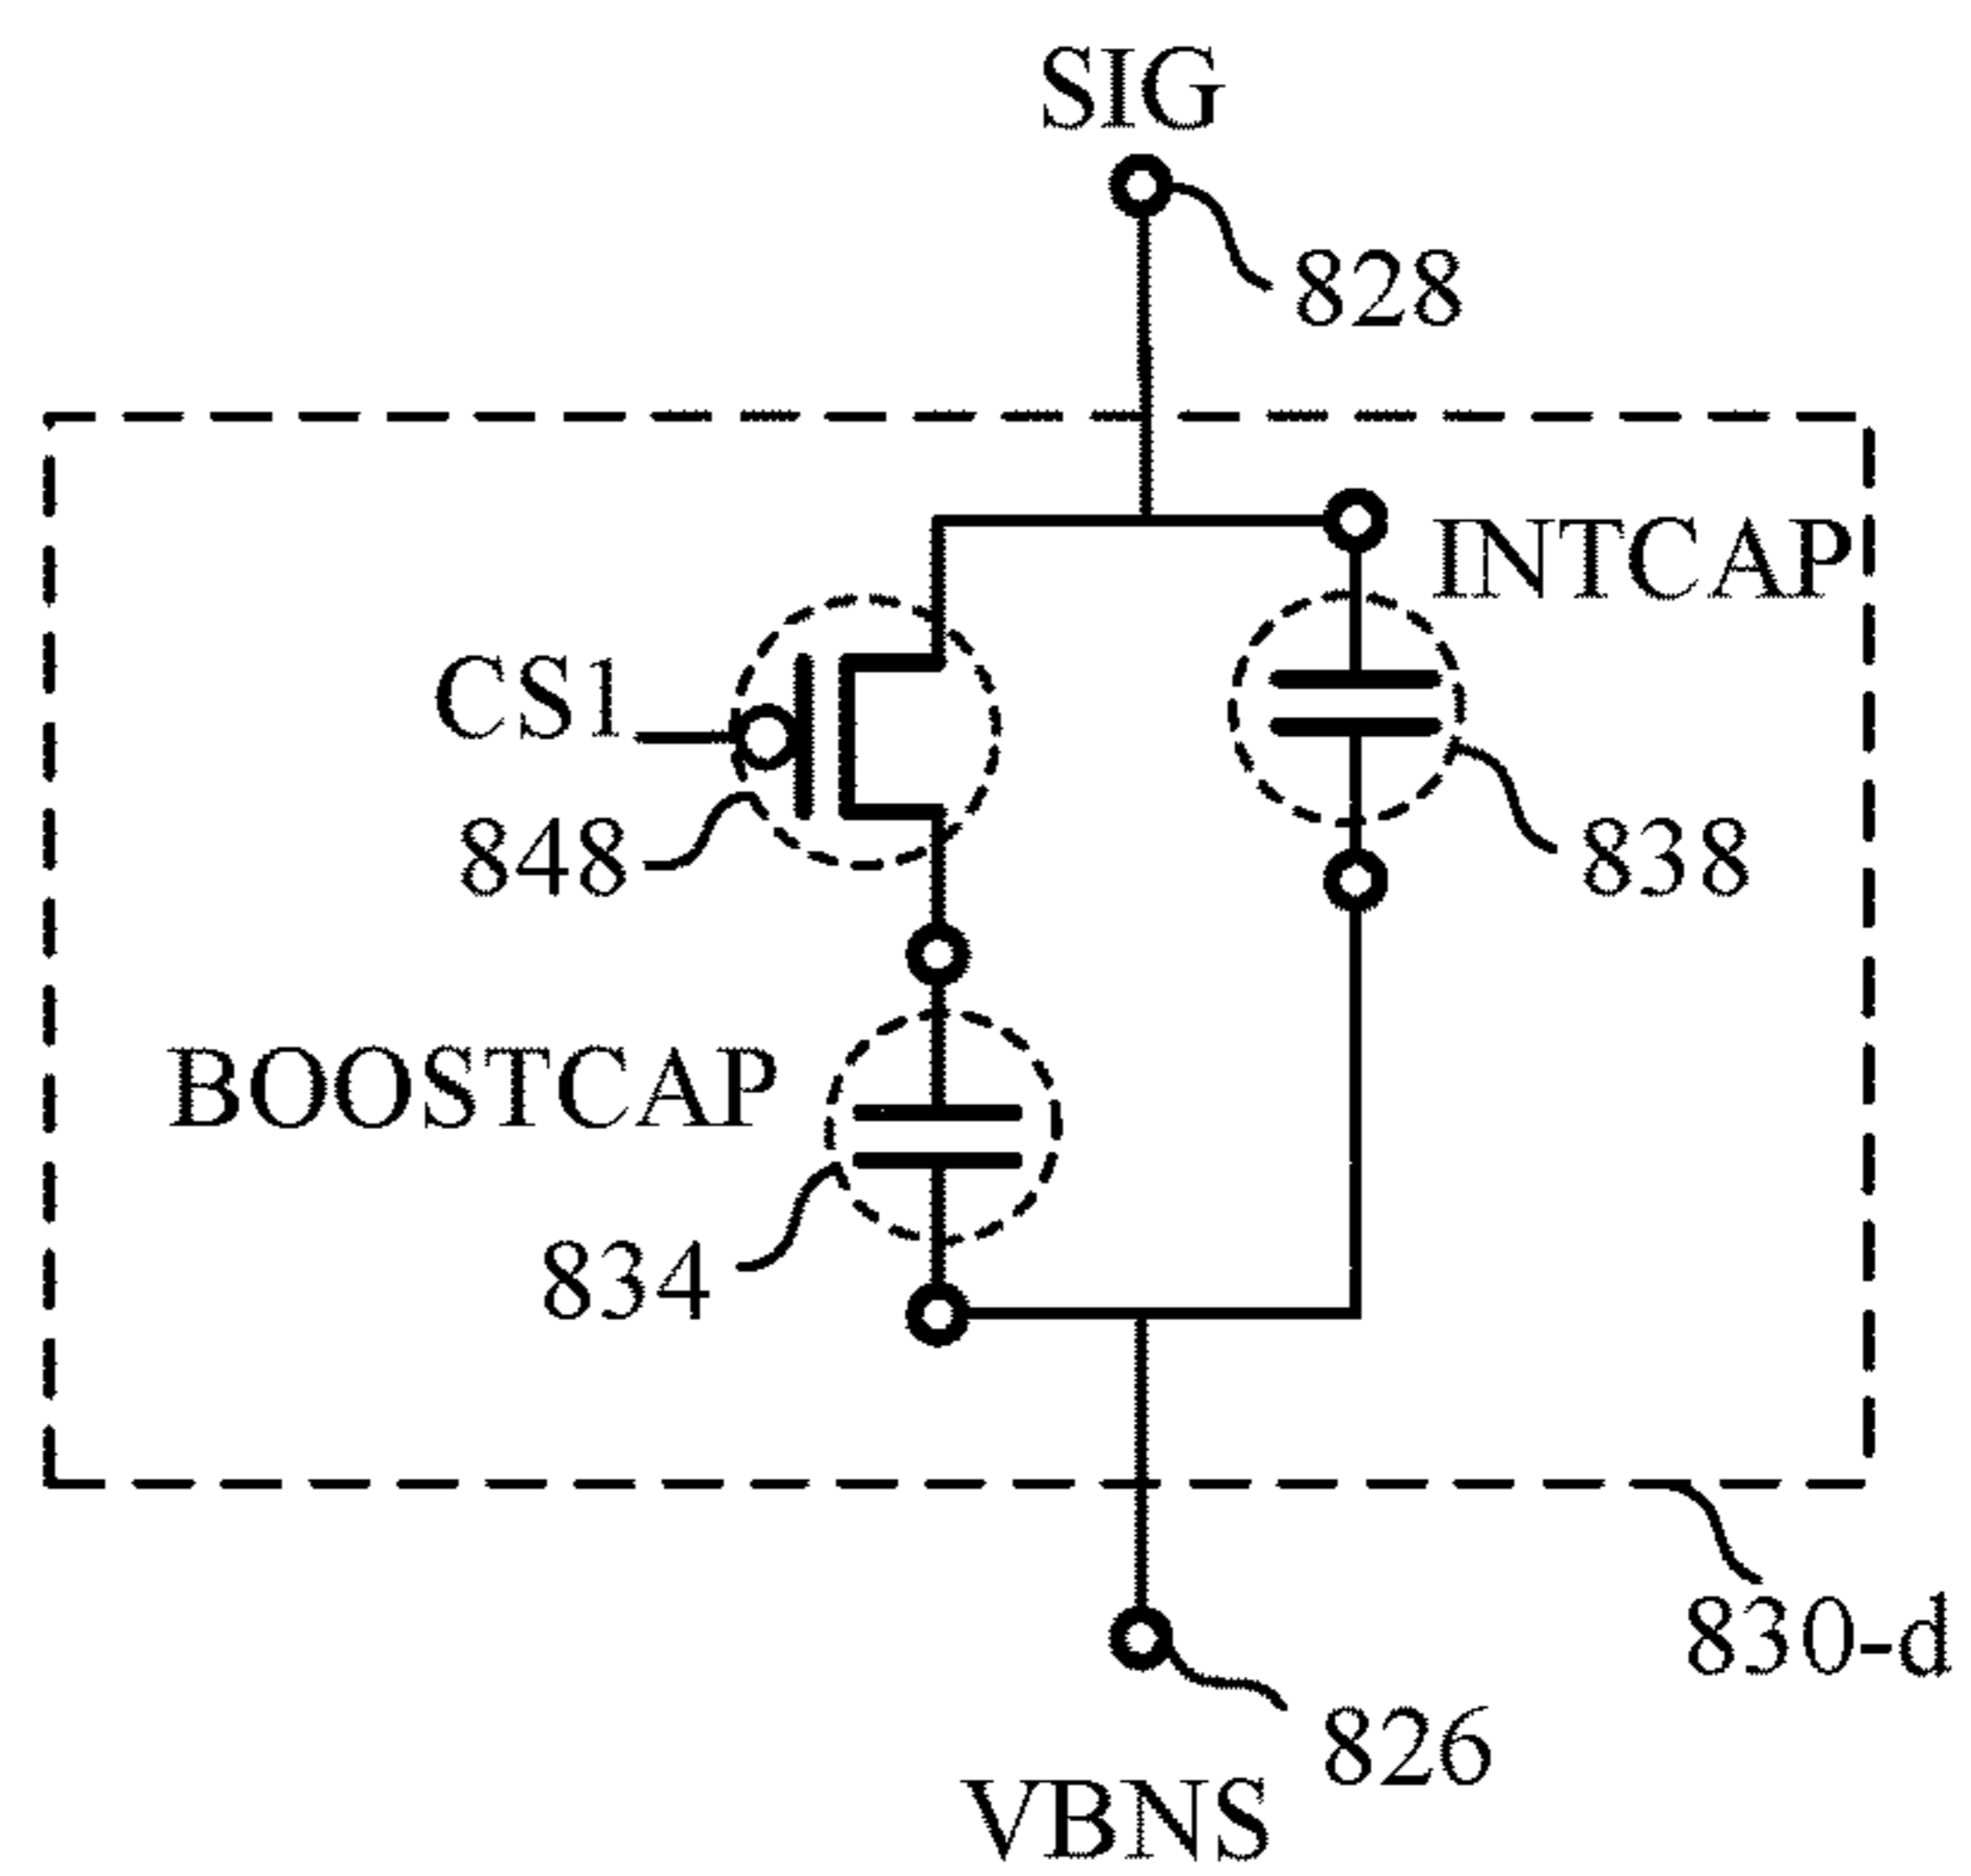 SIG
828
INTCAP
CS1
848
838
BOOSTCAP
834
830-d
826
VBNS